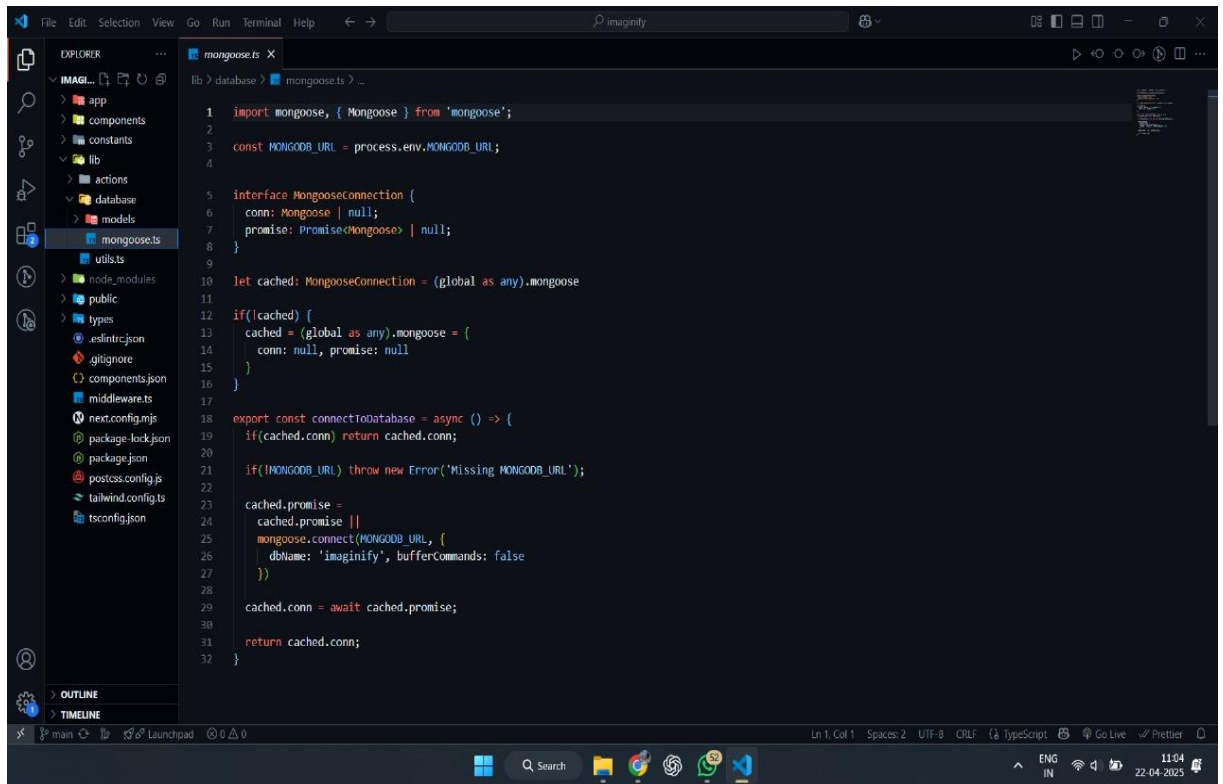 File Edit Selection View Go Run Terminal Help
imaginify
EXPLORER
IMAGI...
app
components
constants
lib
actions
database
models
mongoose.ts
utils.ts
node_modules
public
types
.eslintrc.json
.gitignore
components.json
middleware.ts
next.config.mjs
package-lock.json
package.json
postcss.config.js
tailwind.config.ts
tsconfig.json
OUTLINE
TIMELINE
2
1
mongoose.ts
lib > database > mongoose.ts > ...
1 import mongoose, { Mongoose } from 'mongoose';
2
3 const MONGODB_URL = process.env.MONGODB_URL;
4
5 interface MongooseConnection {
6 conn: Mongoose | null;
7 promise: Promise<Mongoose> | null;
8 }
9
10 let cached: MongooseConnection = (global as any).mongoose
11
12 if(!cached) {
13 cached = (global as any).mongoose = {
14 conn: null, promise: null
15 }
16 }
17
18 export const connectToDatabase = async () => {
19 if(cached.conn) return cached.conn;
20
21 if(!MONGODB_URL) throw new Error('Missing MONGODB_URL');
22
23 cached.promise =
24 cached.promise ||
25 mongoose.connect(MONGODB_URL, {
26 dbName: 'imaginify', bufferCommands: false
27 })
28
29 cached.conn = await cached.promise;
30
31 return cached.conn;
32 }
main Launchpad 0 0 Ln 1, Col 1 Spaces: 2 UTF-8 CRLF TypeScript Go Live Prettier
Search
52
ENG
IN
11:04
22-04-2025